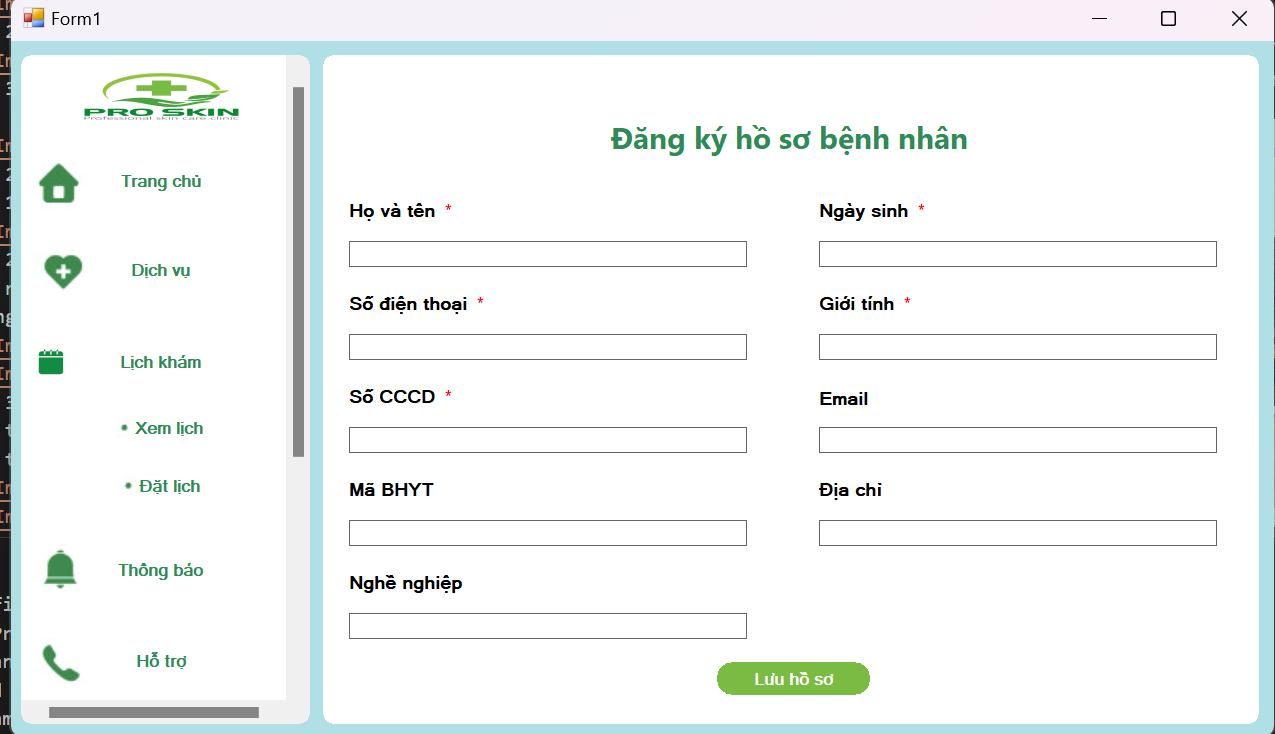 Form1
PRO SKIN
Professional skin care clinic
Trang chủ
Dịch vụ
Lịch khám
• Xem lịch
• Đặt lịch
Thông báo
Hỗ trợ
Đăng ký hồ sơ bệnh nhân
Họ và tên *
Ngày sinh *
Số điện thoại *
Giới tính *
Số CCCD *
Email
Mã BHYT
Địa chỉ
Nghề nghiệp
Lưu hồ sơ